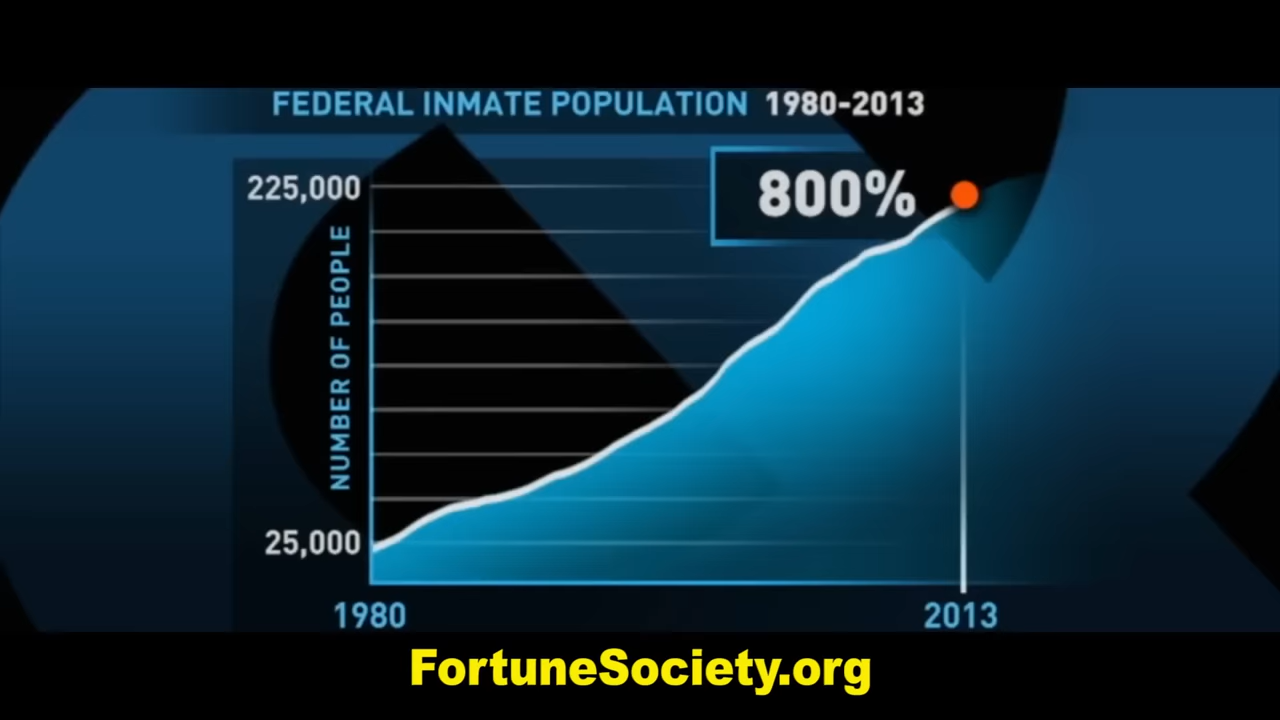 FEDERAL INMATE POPULATION 1980-2013
225,000
800%
NUMBER OF PEOPLE
25,000
1980 2013
FortuneSociety.org